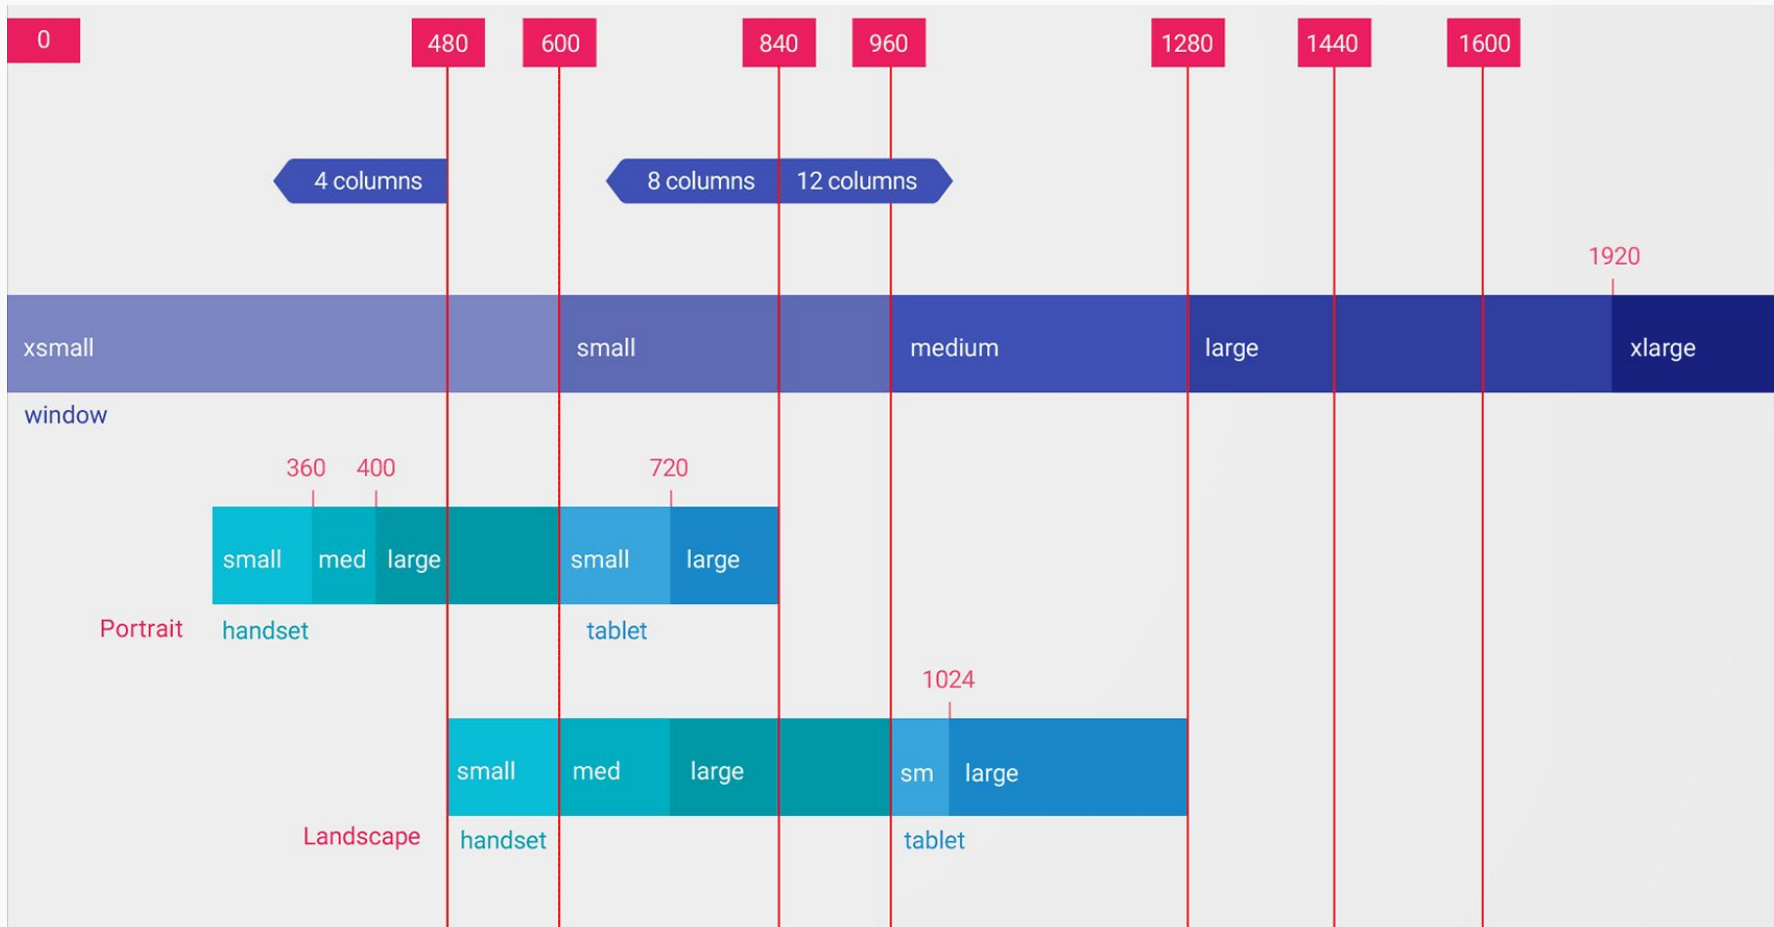 0 480 600 840 960 1280 1440 1600
4 columns 8 columns 12 columns
1920
xsmall small medium large xlarge
window
360 400 720
small med large small large
Portrait handset tablet
1024
small med large sm large
Landscape handset tablet